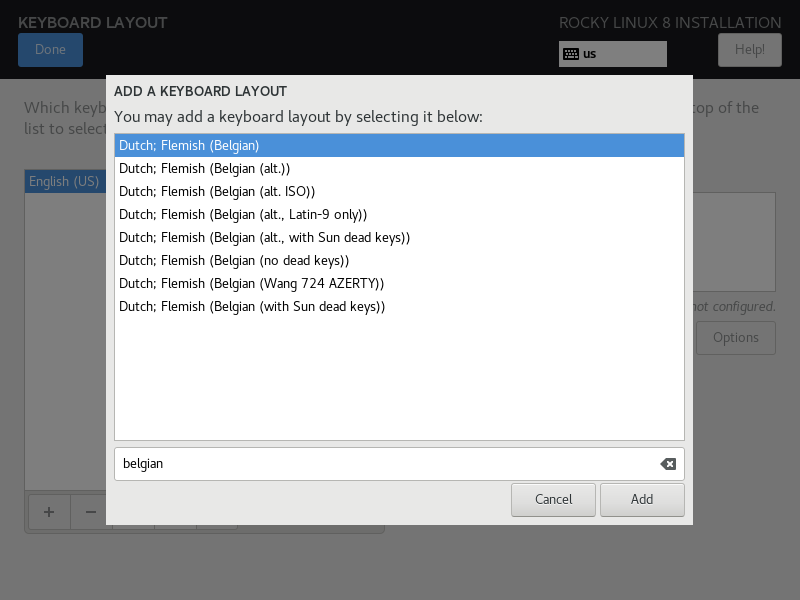 KEYBOARD LAYOUT
ROCKY LINUX 8 INSTALLATION
Done
us
Help!
ADD A KEYBOARD LAYOUT
Which
top of the
You may add a keyboard layout by selecting it below:
list to
Dutch; Flemish (Belgian)
Dutch; Flemish (Belgian (alt.))
English (US)
Dutch; Flemish (Belgian (alt. ISO))
Dutch; Flemish (Belgian (alt., Latin-9 only))
Dutch; Flemish (Belgian (alt., with Sun dead keys))
Dutch; Flemish (Belgian (no dead keys))
Dutch; Flemish (Belgian (Wang 724 AZERTY))
Dutch; Flemish (Belgian (with Sun dead keys))
not configured.
Options
belgian
Cancel
Add